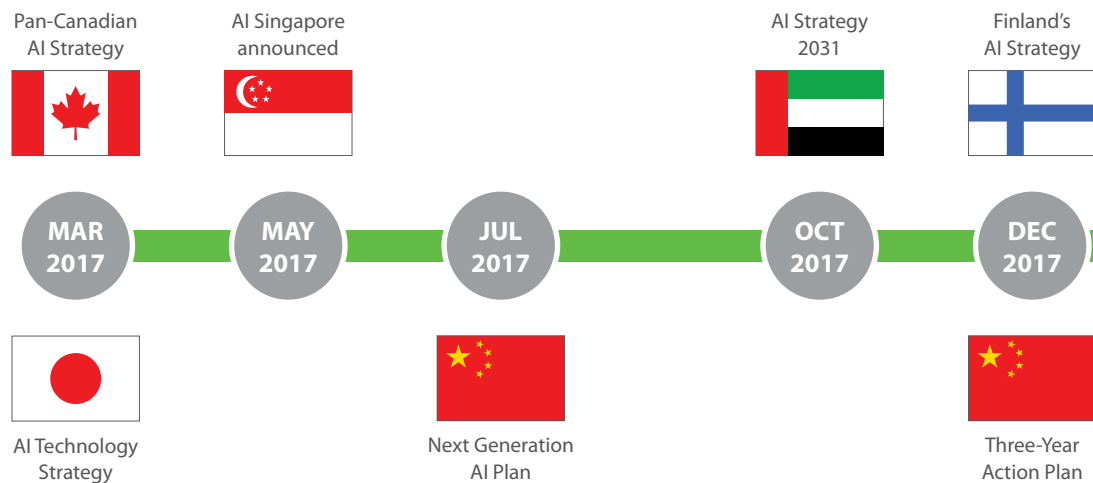 Pan-Canadian
AI Strategy
AI Singapore
announced
AI Strategy
2031
Finland's
AI Strategy
MAR
2017
MAY
2017
JUL
2017
OCT
2017
DEC
2017
AI Technology
Strategy
Next Generation
AI Plan
Three-Year
Action Plan